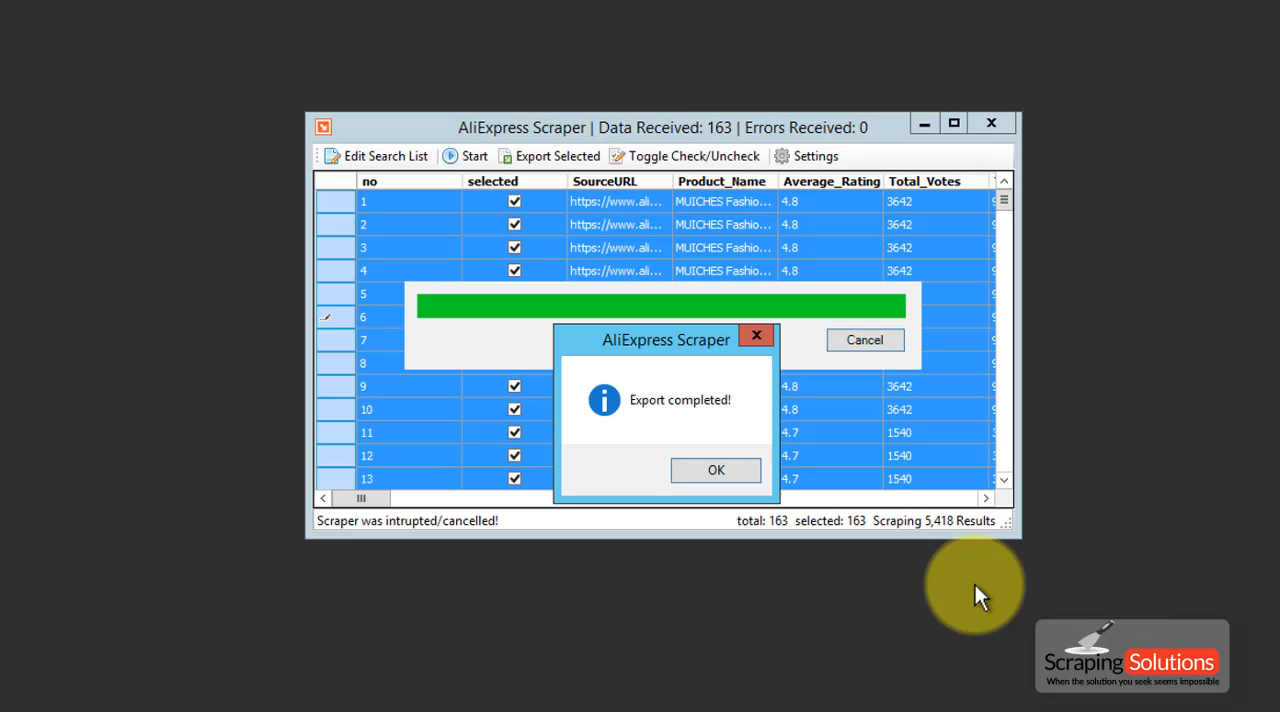 AliExpress Scraper | Data Received: 163 | Errors Received: 0
Edit Search List Start Export Selected Toggle Check/Uncheck Settings
no selected SourceURL Product_Name Average_Rating Total_Votes
1 https://www.ali... MUICHES Fashio... 4.8 3642
2 https://www.ali... MUICHES Fashio... 4.8 3642
3 https://www.ali... MUICHES Fashio... 4.8 3642
4 https://www.ali... MUICHES Fashio... 4.8 3642
5
6
7
8
Cancel
AliExpress Scraper
Export completed!
OK
9 4.8 3642
10 4.8 3642
11 4.7 1540
12 4.7 1540
13 4.7 1540
Scraper was intrupted/cancelled! total: 163 selected: 163 Scraping 5,418 Results
Scraping Solutions
When the solution you seek seems impossible